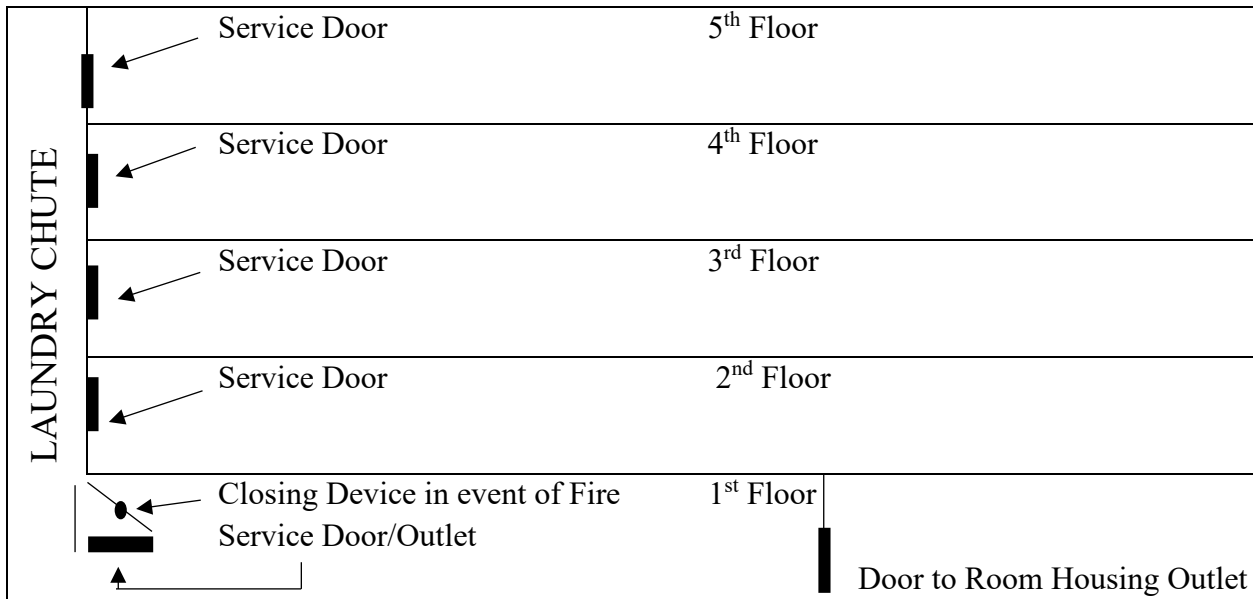 LAUNDRY CHUTE
Service Door 5th Floor
Service Door 4th Floor
Service Door 3rd Floor
Service Door 2nd Floor
Closing Device in event of Fire 1st Floor
Service Door/Outlet
Door to Room Housing Outlet